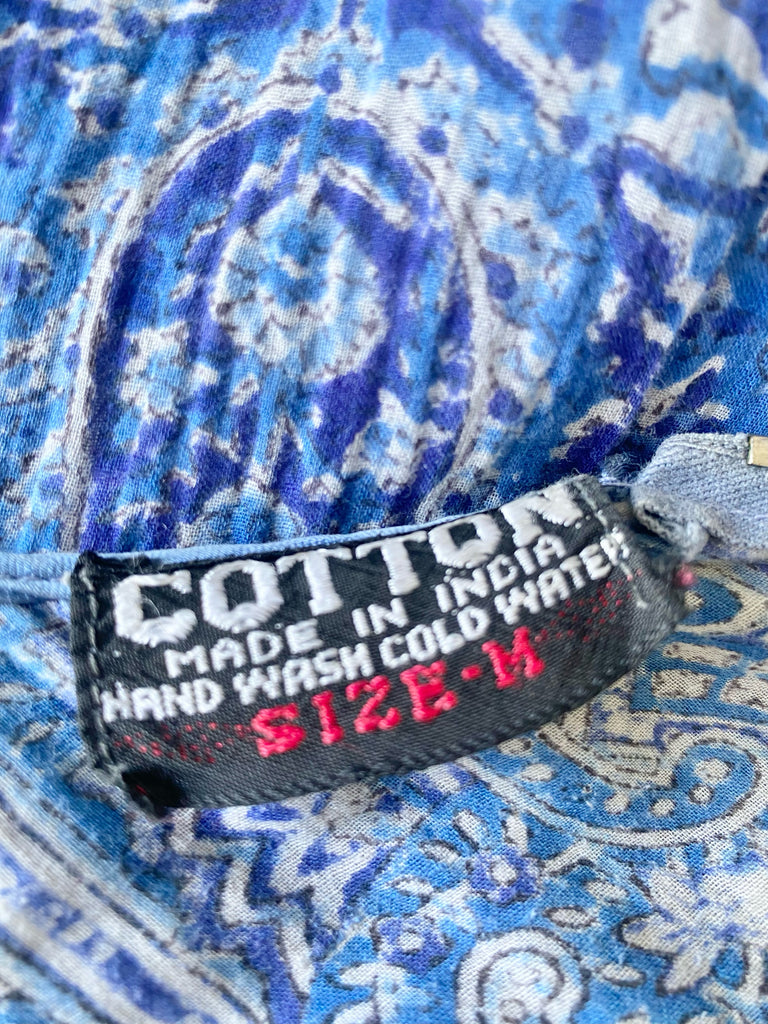 COTTON
MADE IN INDIA
HAND WASH COLD WATER
SIZE-M